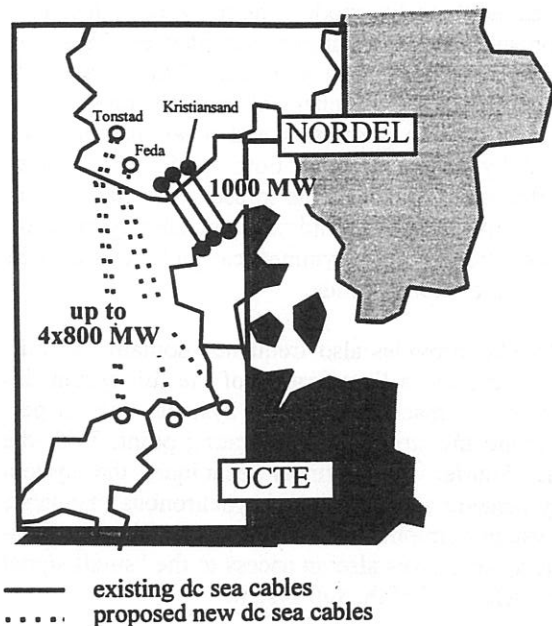 Tonstad
Kristiansand
Feda
NORDEL
1000 MW
up to
4x800 MW
UCTE
existing dc sea cables
proposed new dc sea cables